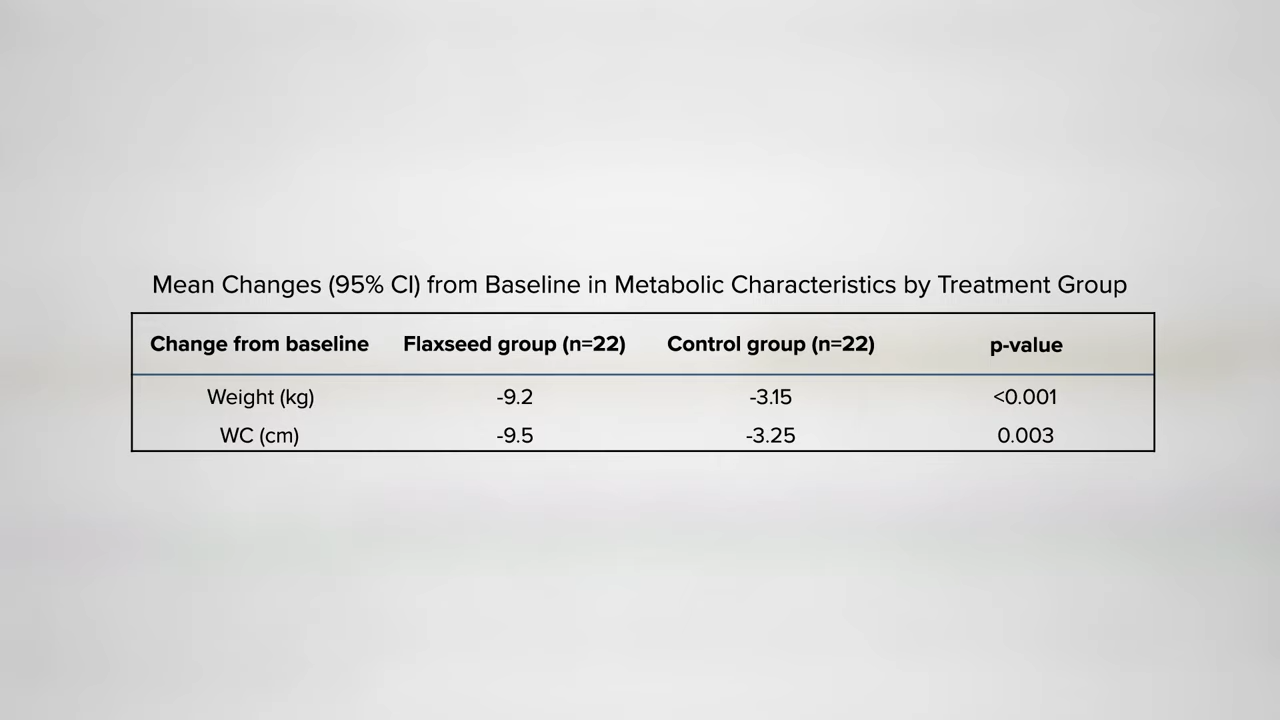 Mean Changes (95% CI) from Baseline in Metabolic Characteristics by Treatment Group
Change from baseline Flaxseed group (n=22) Control group (n=22) p-value
Weight (kg) -9.2 -3.15 <0.001
WC (cm) -9.5 -3.25 0.003